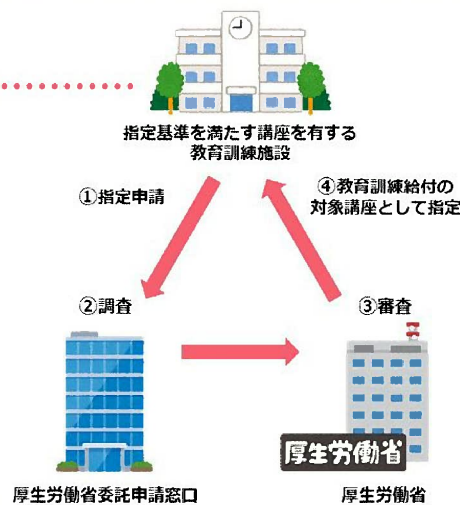 指定基準を満たす講座を有する
教育訓練施設
①指定申請
④教育訓練給付の
対象講座として指定
②調査
③審査
厚生労働省
厚生労働省委託申請窓口
厚生労働省